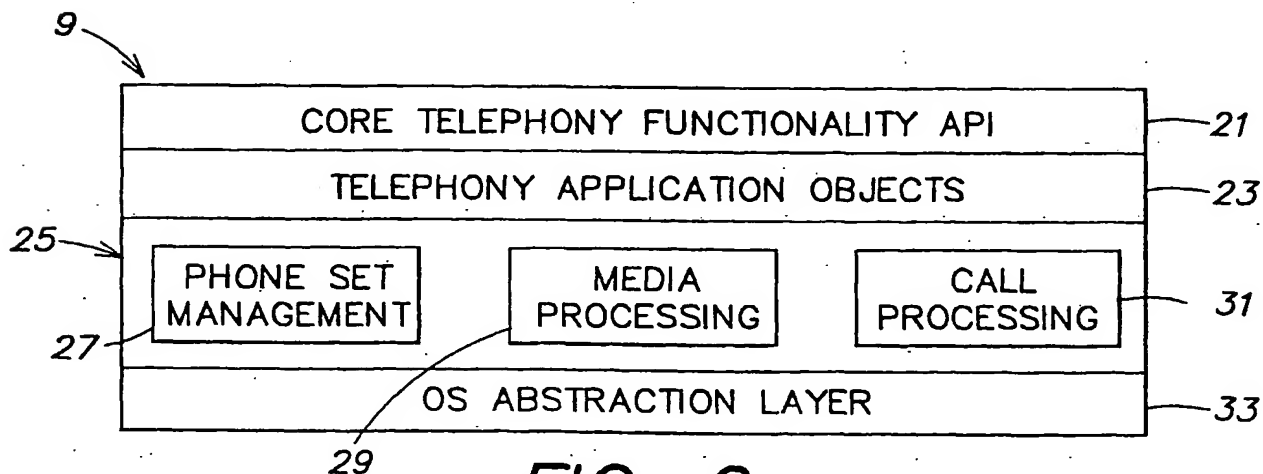 9
CORE TELEPHONY FUNCTIONALITY API
21
TELEPHONY APPLICATION OBJECTS
23
25
PHONE SET
MANAGEMENT
27
MEDIA
PROCESSING
29
CALL
PROCESSING
31
OS ABSTRACTION LAYER
33